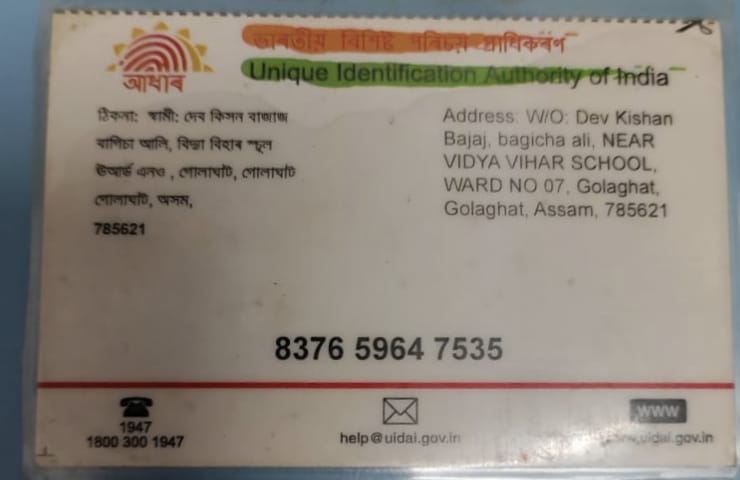 ভাৰতীয় বিশিষ্ট পৰিচয় প্ৰাধিকৰণ
Unique Identification Authority of India
আধাৰ
ঠিকনা: স্বামী: দেব কিসন বাজাজ
বাগিচা আলি, বিদ্যা বিহাৰ স্কুল
ৱাৰ্ড এনও , গোলাঘাট, গোলাঘাট
গোলাঘাট, অসম,
785621
Address: W/O: Dev Kishan
Bajaj, bagicha ali, NEAR
VIDYA VIHAR SCHOOL,
WARD NO 07, Golaghat,
Golaghat, Assam, 785621
8376 5964 7535
1947
1800 300 1947
help@uidai.gov.in
www
www.uidai.gov.in